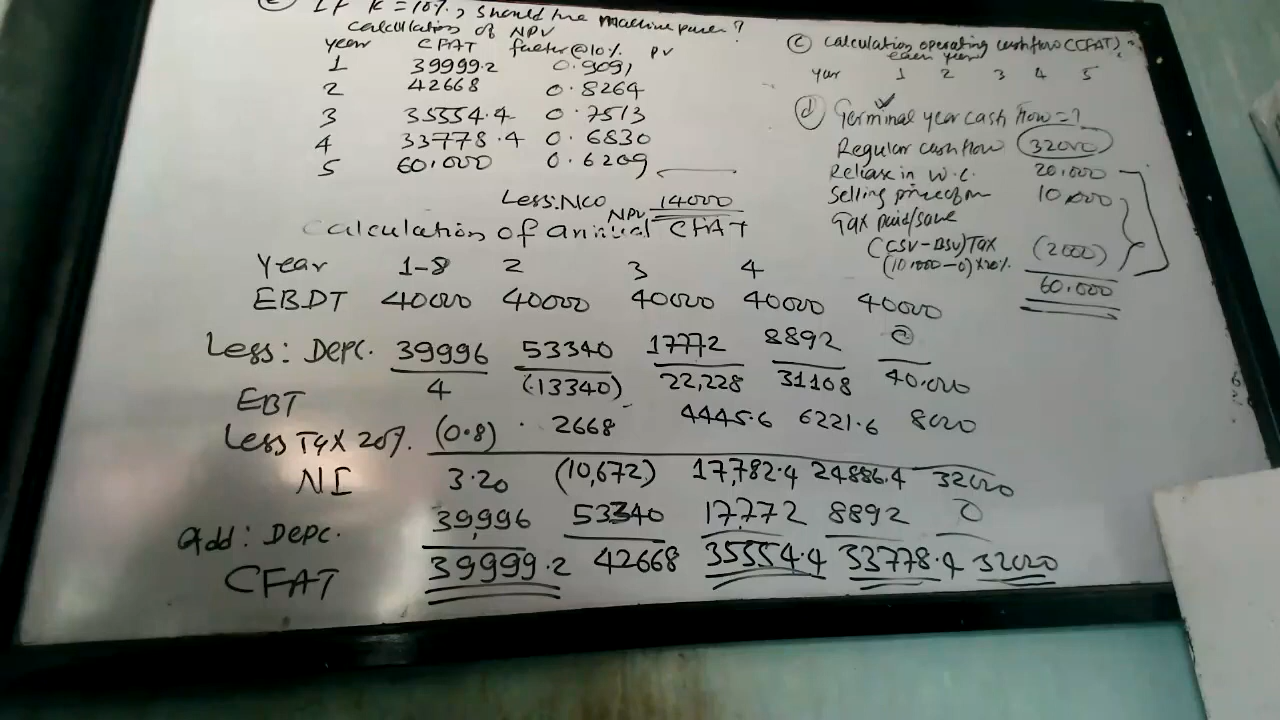 If K = 10%, should the machine
Calculation of NPV
year CFAT factor@10% PV
1 39999.2 0.9091
2 42668 0.8264
3 35554.4 0.7513
4 33778.4 0.6830
5 60,000 0.6209
Less: NCO 14000
NPV
Calculation of annual CFAT
Year 1-8 2 3 4
EBDT 40000 40000 40000 40000 40000
Less: Depc. 39996 53340 17772 8892 0
EBT 4 (13340) 22,228 31108 40,000
Less Tax 20%. (0.8) 2668 4445.6 6221.6 8000
NI 3.20 (10,672) 17,782.4 24886.4 32000
Add: Depc. 39,996 53340 17772 8892 0
CFAT 39999.2 42668 35554.4 33778.4 32000
(c) Calculation operating cashflow (CFAT)
each year
Year 1 2 3 4 5
(d) Terminal year cash flow = ?
Regular cash flow 32000
Release in W.C. 20,000
Selling price of m 10,000
Tax paid/save
(CSV-BSV)Tax (2000)
(10,000-0)×20%
60,000